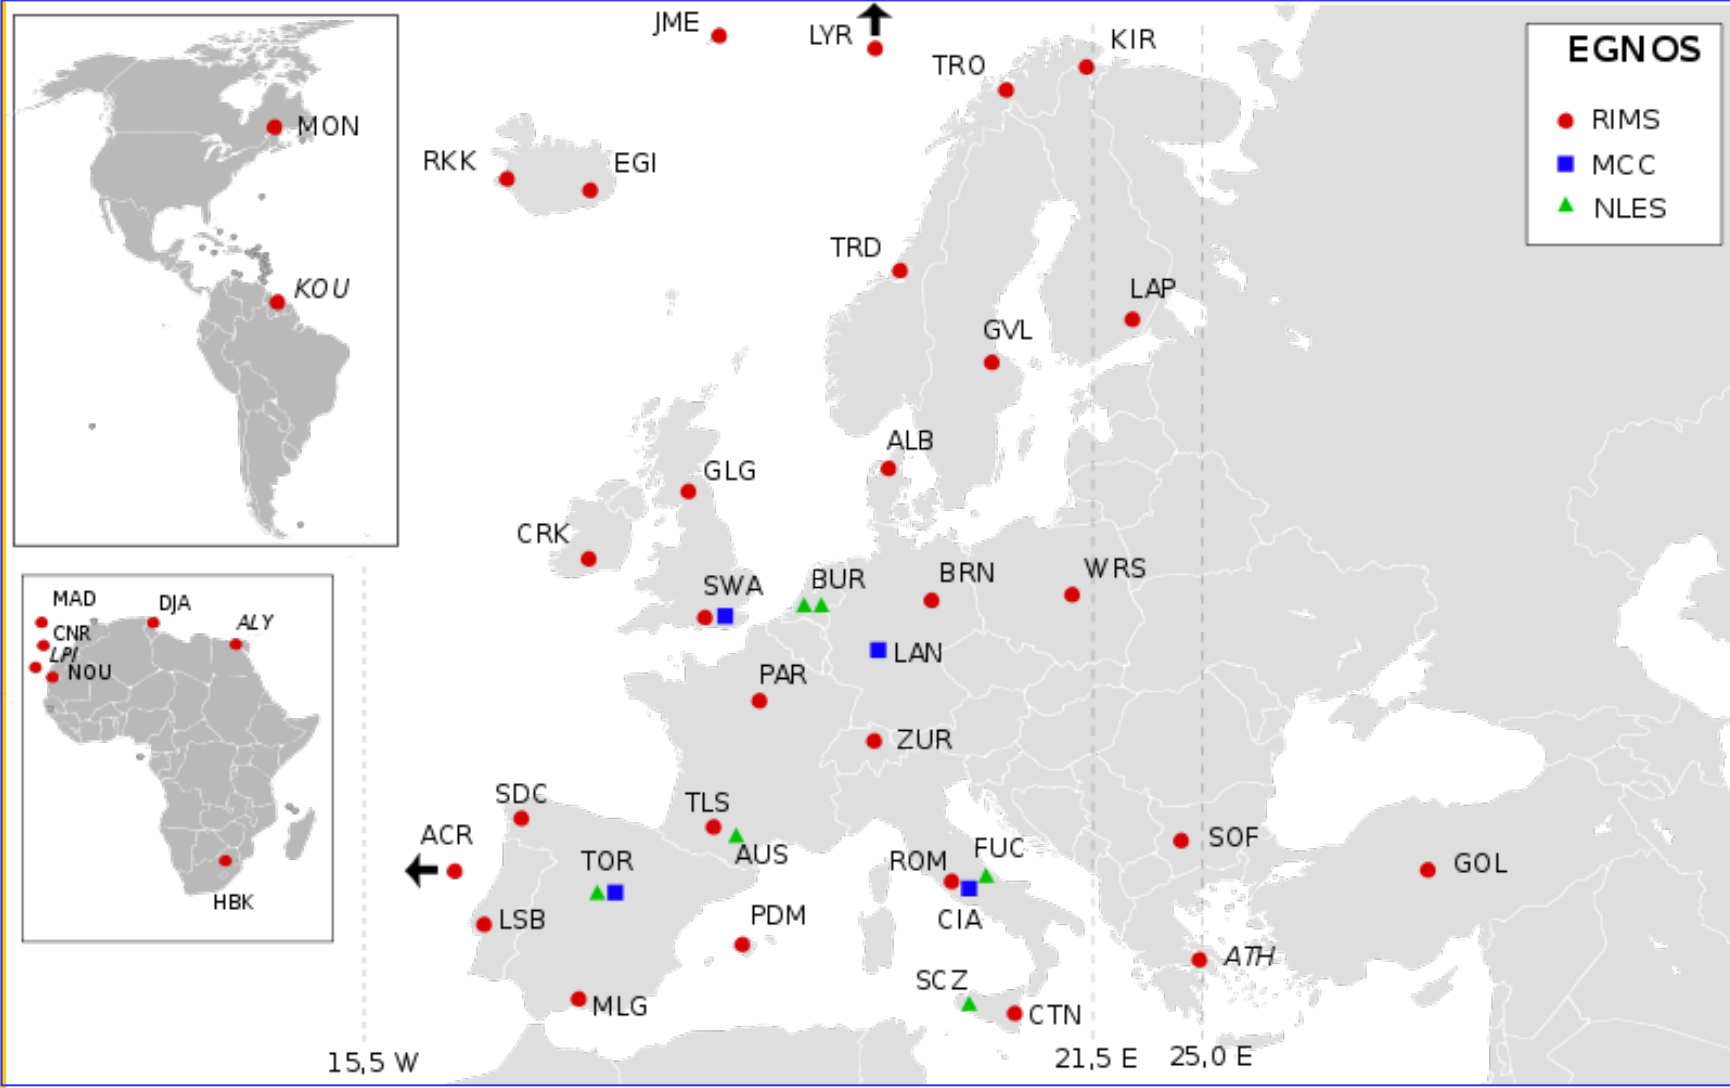 JME
LYR
KIR
EGNOS
TRO
RIMS
MON
MCC
RKK
EGI
NLES
TRD
KOU
LAP
GVL
ALB
GLG
CRK
SWA
BUR
BRN
WRS
MAD
DJA
CNR
ALY
LPI
NOU
LAN
PAR
ZUR
SDC
TLS
ACR
AUS
SOF
TOR
ROM
FUC
GOL
HBK
LSB
PDM
CIA
ATH
SCZ
MLG
CTN
15,5 W
21,5 E
25,0 E